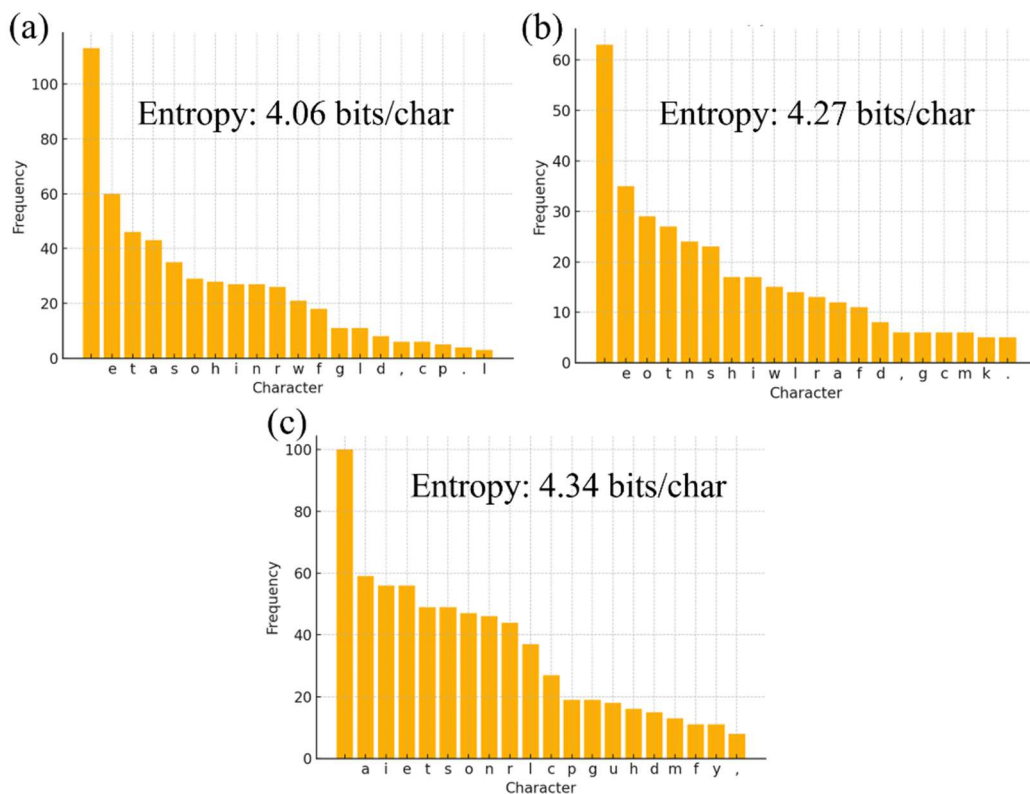 (a)
Entropy: 4.06 bits/char
Frequency
100
80
60
40
20
0
e t a s o h i n r w f g l d , c p . I
Character
(b)
Entropy: 4.27 bits/char
Frequency
60
50
40
30
20
10
0
e o t n s h i w l r a f d , g c m k .
Character
(c)
Entropy: 4.34 bits/char
Frequency
100
80
60
40
20
0
a i e t s o n r l c p g u h d m f y ,
Character